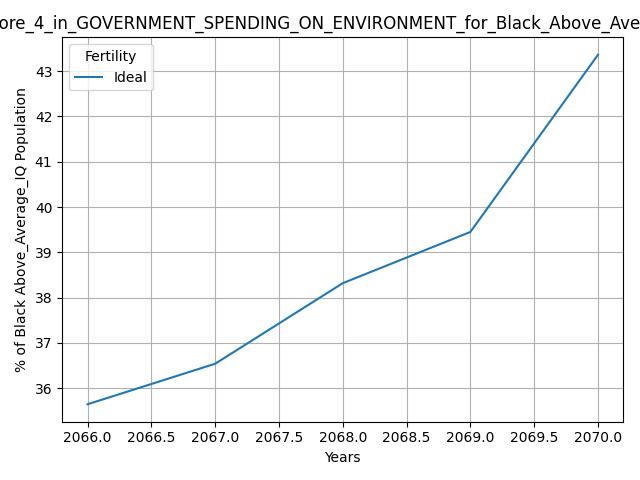 ore_4_in_GOVERNMENT_SPENDING_ON_ENVIRONMENT_for_Black_Above_Ave
Fertility
Ideal
% of Black Above_Average_IQ Population
43
42
41
40
39
38
37
36
2066.0 2066.5 2067.0 2067.5 2068.0 2068.5 2069.0 2069.5 2070.0
Years